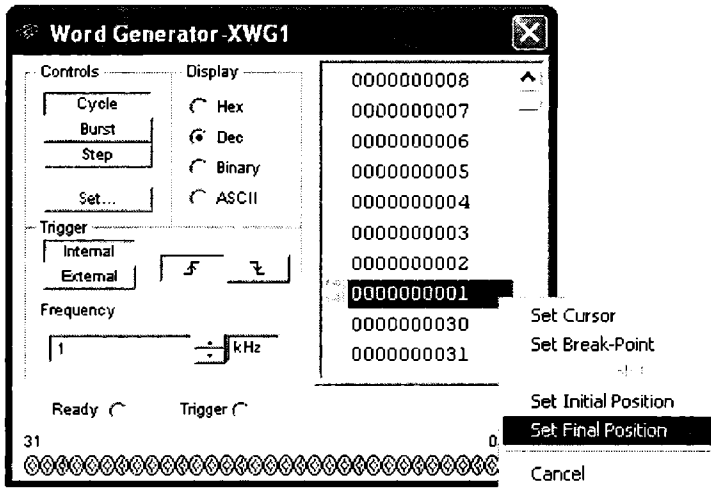 Word Generator-XWG1
Controls
Cycle
Burst
Step
Set...
Display
Hex
Dec
Binary
ASCII
Trigger
Internal
External
Frequency
1
kHz
Ready
Trigger
31
0
0000000008
0000000007
0000000006
0000000005
0000000004
0000000003
0000000002
0000000001
0000000030
0000000031
Set Cursor
Set Break-Point
Set Initial Position
Set Final Position
Cancel